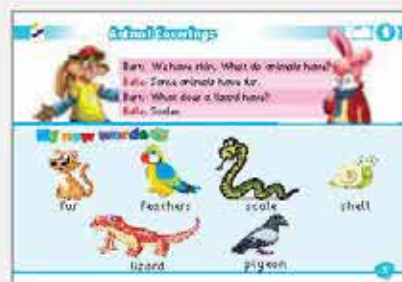 Animal Coverings
Bart: We have skin. What do animals have?
Bella: Some animals have fur.
Bart: What does a lizard have?
Bella: Scales.
My new words
fur
feathers
scale
shell
lizard
pigeon